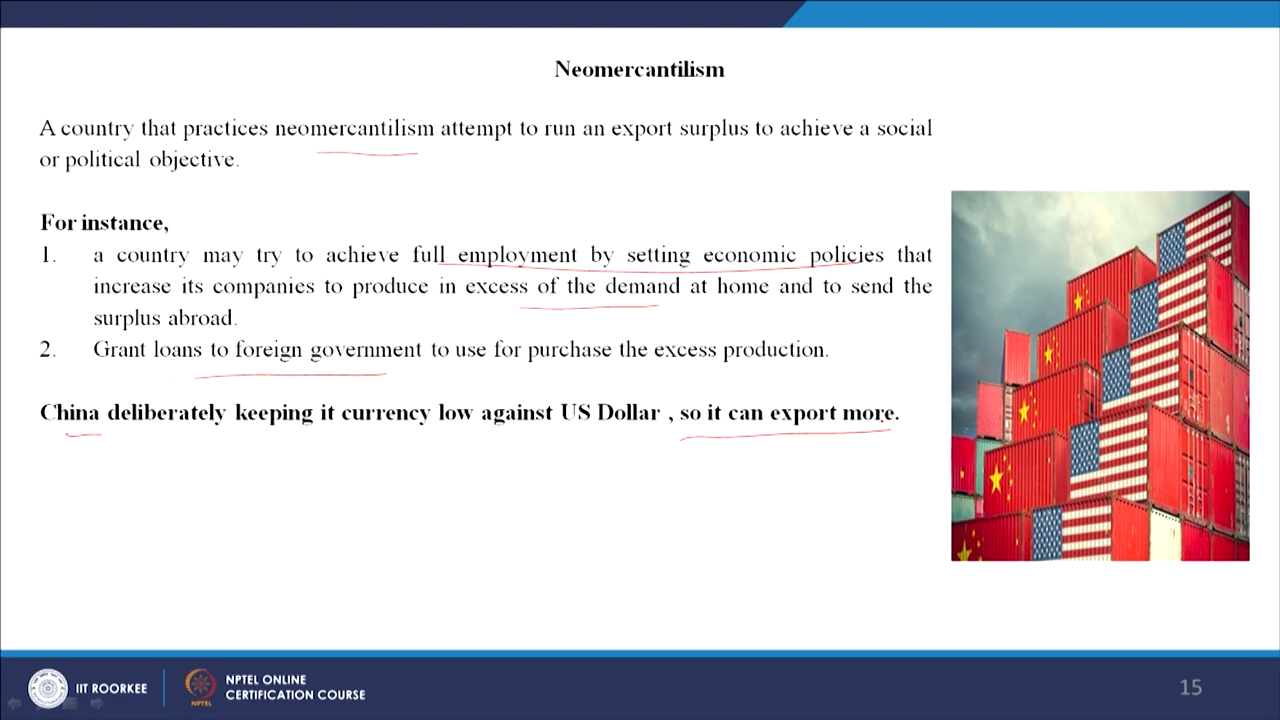 Neomercantilism
A country that practices neomercantilism attempt to run an export surplus to achieve a social
or political objective.
For instance,
1. a country may try to achieve full employment by setting economic policies that
increase its companies to produce in excess of the demand at home and to send the
surplus abroad.
2. Grant loans to foreign government to use for purchase the excess production.
China deliberately keeping it currency low against US Dollar , so it can export more.
IIT ROORKEE
NPTEL
NPTEL ONLINE
CERTIFICATION COURSE
15